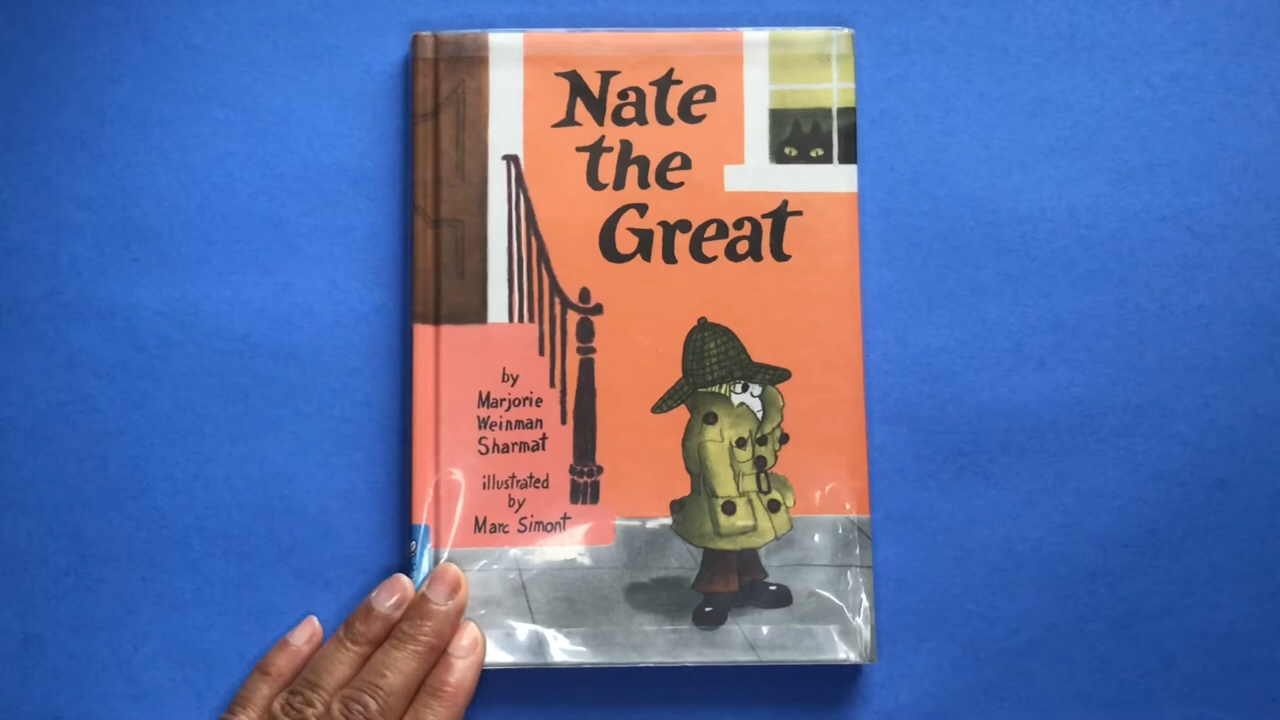 Nate
the
Great
by
Marjorie
Weinman
Sharmat
illustrated
by
Marc Simont